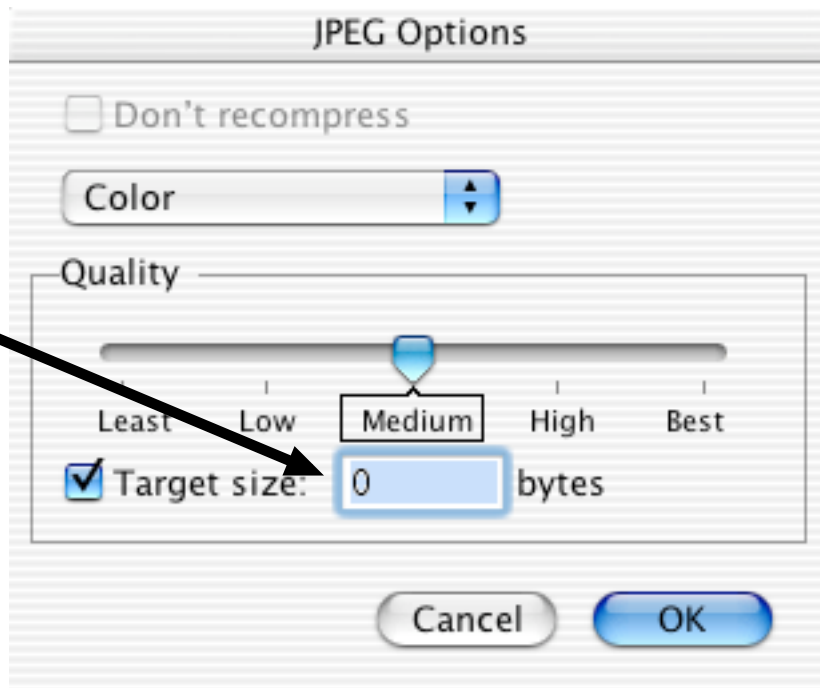 JPEG Options
Don't recompress
Color
Quality
Least Low Medium High Best
Target size: 0 bytes
Cancel OK